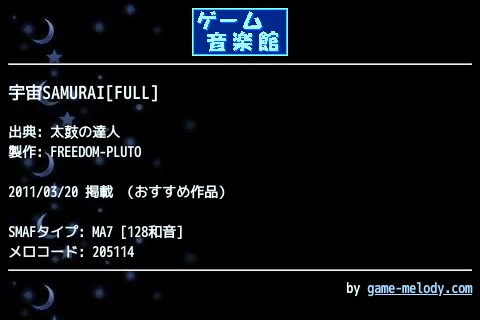 ゲーム
音楽館
宇宙SAMURAI[FULL]
出典: 太鼓の達人
製作: FREEDOM-PLUTO
2011/03/20 掲載 (おすすめ作品)
SMAFタイプ: MA7 [128和音]
メロコード: 205114
by game-melody.com